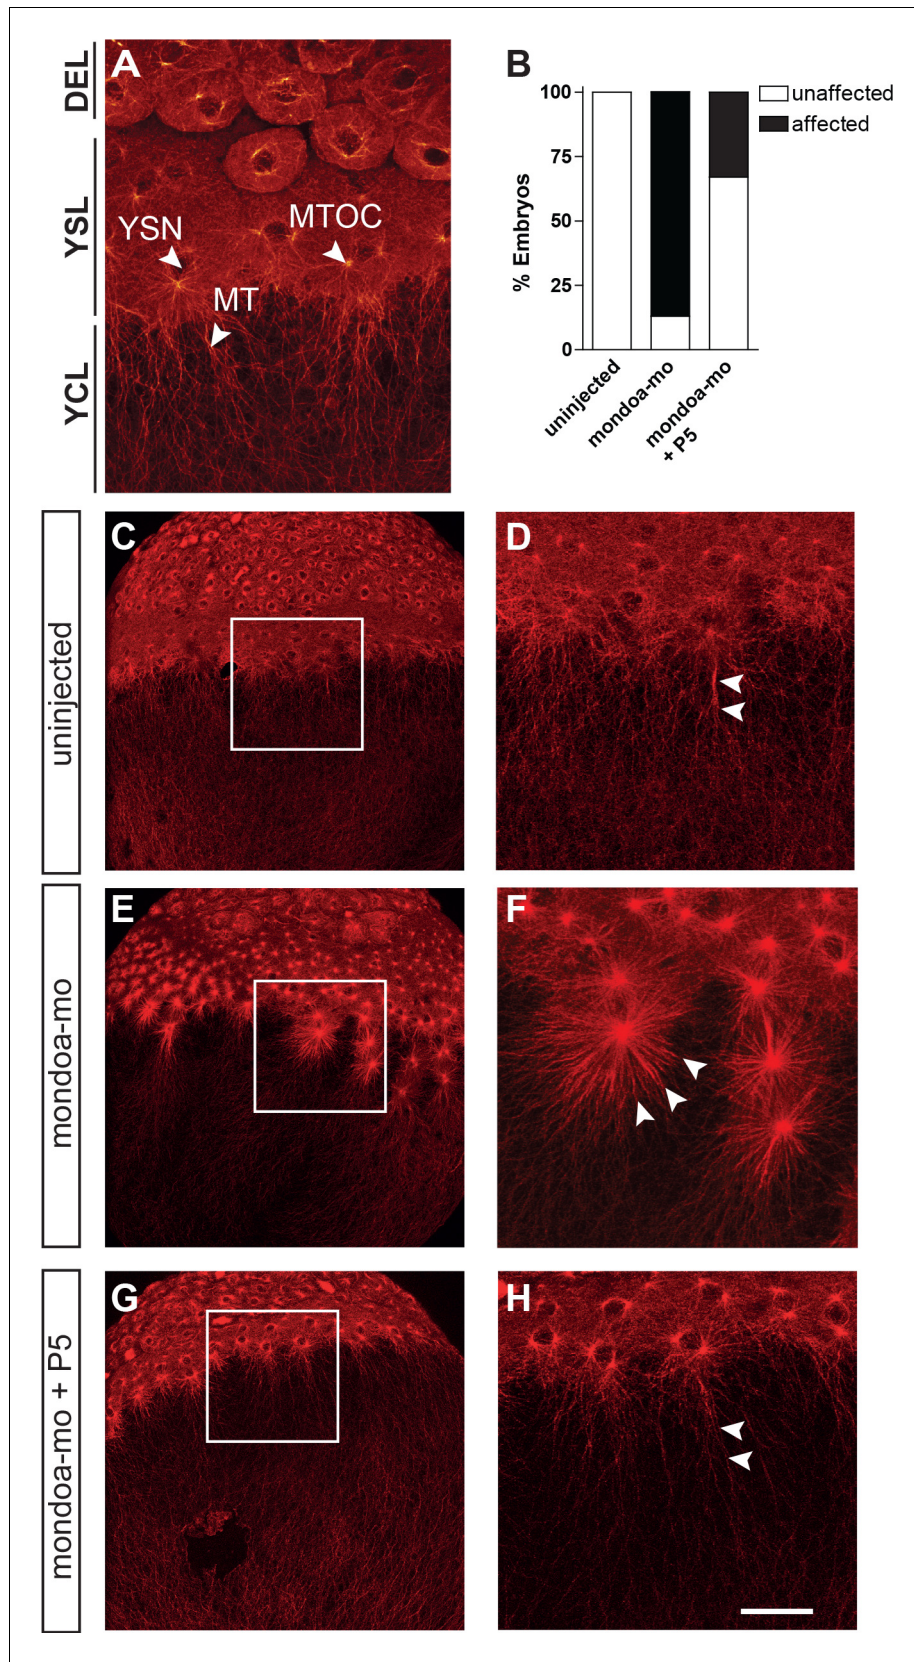 A
DEL
YSL
YCL
YSN
MTOC
MT
B
unaffected
affected
% Embryos
100
75
50
25
0
uninjected
mondoa-mo
mondoa-mo
+ P5
uninjected
C
D
mondoa-mo
E
F
mondoa-mo + P5
G
H